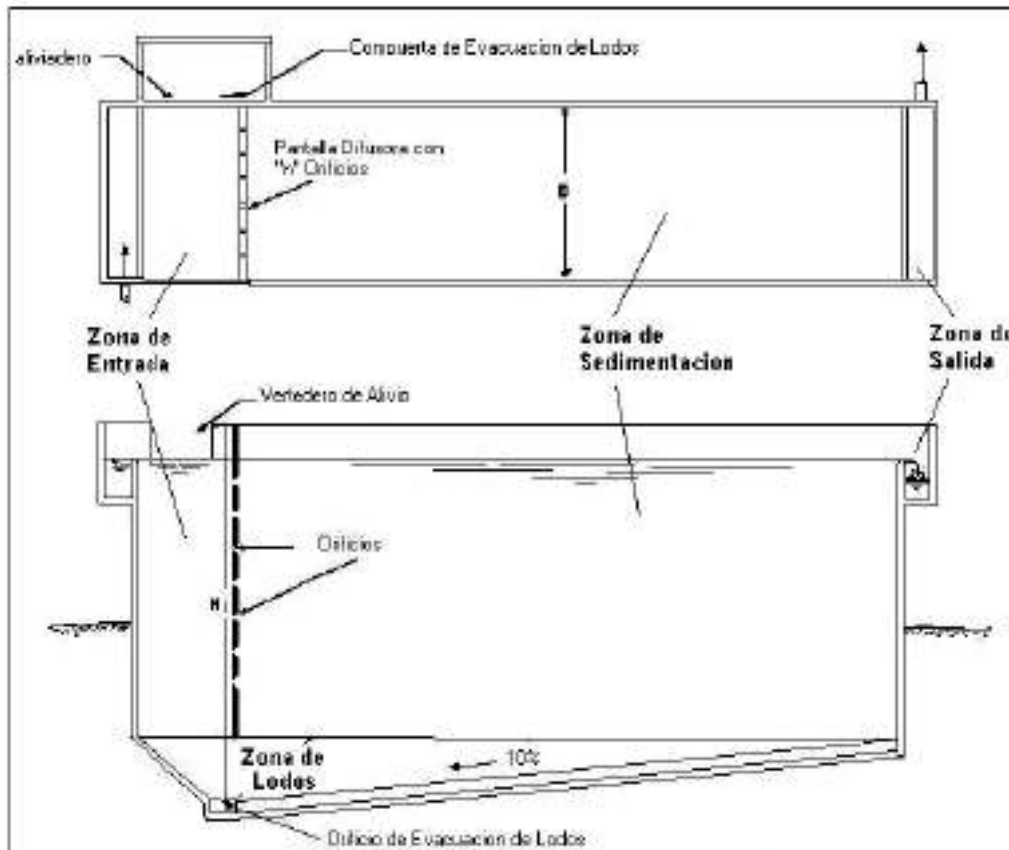 Compuerta de Evacuacion de Lodos
aliviadero
Pantalla Difusora con
"N" Orificios
B
Zona de
Entrada
Zona de
Sedimentacion
Zona de
Salida
Vertedero de Alivio
Orificios
H
Zona de
Lodos
10%
Orificio de Evacuacion de Lodos